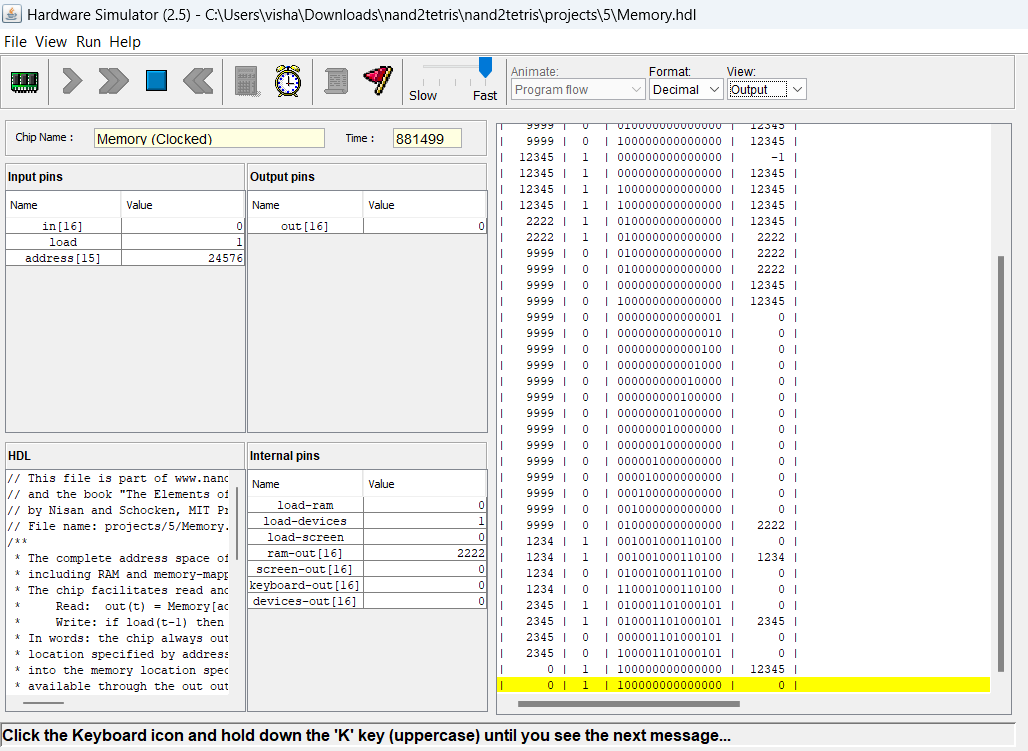 Hardware Simulator (2.5) - C:\Users\visha\Downloads\nand2tetris\nand2tetris\projects\5\Memory.hdl
File View Run Help
Slow Fast
Animate:
Program flow
Format:
Decimal
View:
Output
Chip Name : Memory (Clocked) Time : 881499
Input pins
Name Value
in[16] 0
load 1
address[15] 24576
Output pins
Name Value
out[16] 0
HDL
// This file is part of www.nand
// and the book "The Elements of
// by Nisan and Schocken, MIT Pr
// File name: projects/5/Memory.
/**
* The complete address space of
* including RAM and memory-mapp
* The chip facilitates read and
* Read: out(t) = Memory[ad
* Write: if load(t-1) then
* In words: the chip always out
* location specified by address
* into the memory location spec
* available through the out out
Internal pins
Name Value
load-ram 0
load-devices 1
load-screen 0
ram-out[16] 2222
screen-out[16] 0
keyboard-out[16] 0
devices-out[16] 0
| 9999 | 0 | 010000000000000 | 12345 |
| 9999 | 0 | 100000000000000 | 12345 |
| 12345 | 1 | 000000000000000 | -1 |
| 12345 | 1 | 000000000000000 | 12345 |
| 12345 | 1 | 100000000000000 | 12345 |
| 12345 | 1 | 100000000000000 | 12345 |
| 2222 | 1 | 010000000000000 | 12345 |
| 2222 | 1 | 010000000000000 | 2222 |
| 9999 | 0 | 010000000000000 | 2222 |
| 9999 | 0 | 010000000000000 | 2222 |
| 9999 | 0 | 000000000000000 | 12345 |
| 9999 | 0 | 100000000000000 | 12345 |
| 9999 | 0 | 000000000000001 | 0 |
| 9999 | 0 | 000000000000010 | 0 |
| 9999 | 0 | 000000000000100 | 0 |
| 9999 | 0 | 000000000001000 | 0 |
| 9999 | 0 | 000000000010000 | 0 |
| 9999 | 0 | 000000000100000 | 0 |
| 9999 | 0 | 000000001000000 | 0 |
| 9999 | 0 | 000000010000000 | 0 |
| 9999 | 0 | 000000100000000 | 0 |
| 9999 | 0 | 000001000000000 | 0 |
| 9999 | 0 | 000010000000000 | 0 |
| 9999 | 0 | 000100000000000 | 0 |
| 9999 | 0 | 001000000000000 | 0 |
| 9999 | 0 | 010000000000000 | 2222 |
| 1234 | 1 | 001001000110100 | 0 |
| 1234 | 1 | 001001000110100 | 1234 |
| 1234 | 0 | 010001000110100 | 0 |
| 1234 | 0 | 110001000110100 | 0 |
| 2345 | 1 | 010001101000101 | 0 |
| 2345 | 1 | 010001101000101 | 2345 |
| 2345 | 0 | 000001101000101 | 0 |
| 2345 | 0 | 100001101000101 | 0 |
| 0 | 1 | 100000000000000 | 12345 |
| 0 | 1 | 100000000000000 | 0 |
Click the Keyboard icon and hold down the 'K' key (uppercase) until you see the next message...